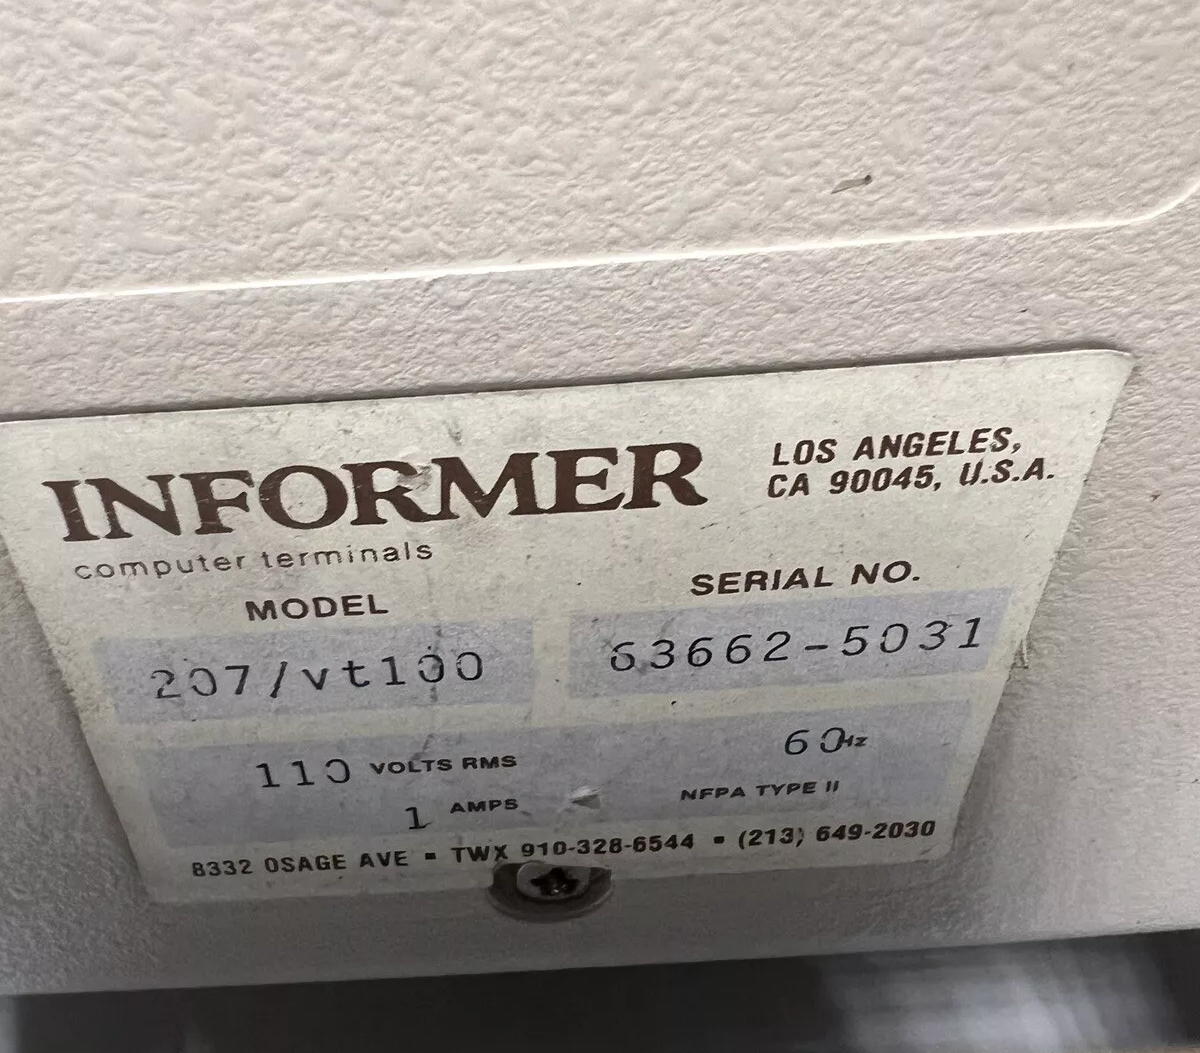 INFORMER
computer terminals
LOS ANGELES,
CA 90045, U.S.A.
MODEL
SERIAL NO.
207/vt100
63662-5031
110 VOLTS RMS
60Hz
1 AMPS
NFPA TYPE II
8332 OSAGE AVE ▪ TWX 910-328-6544 ▪ (213) 649-2030